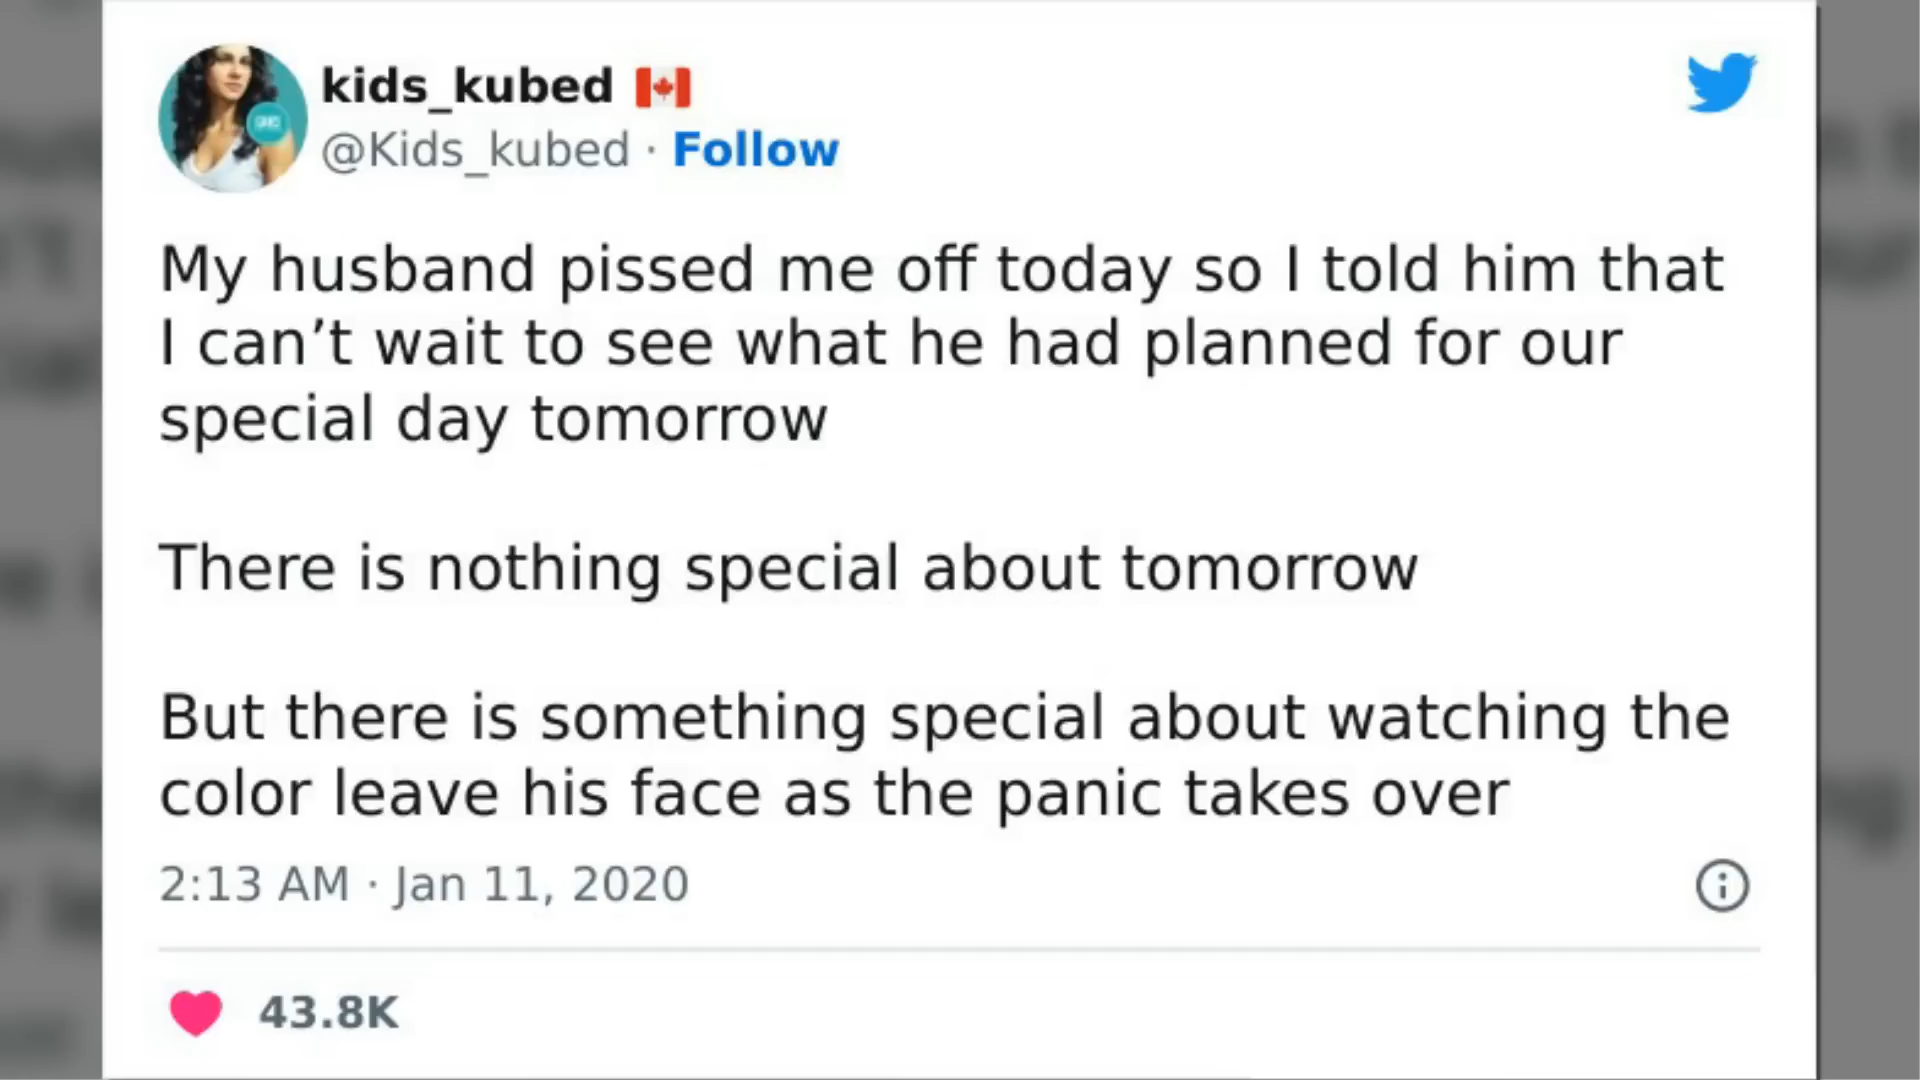 kids_kubed 🇨🇦
@Kids_kubed · Follow
My husband pissed me off today so I told him that
I can’t wait to see what he had planned for our
special day tomorrow
There is nothing special about tomorrow
But there is something special about watching the
color leave his face as the panic takes over
2:13 AM · Jan 11, 2020
43.8K